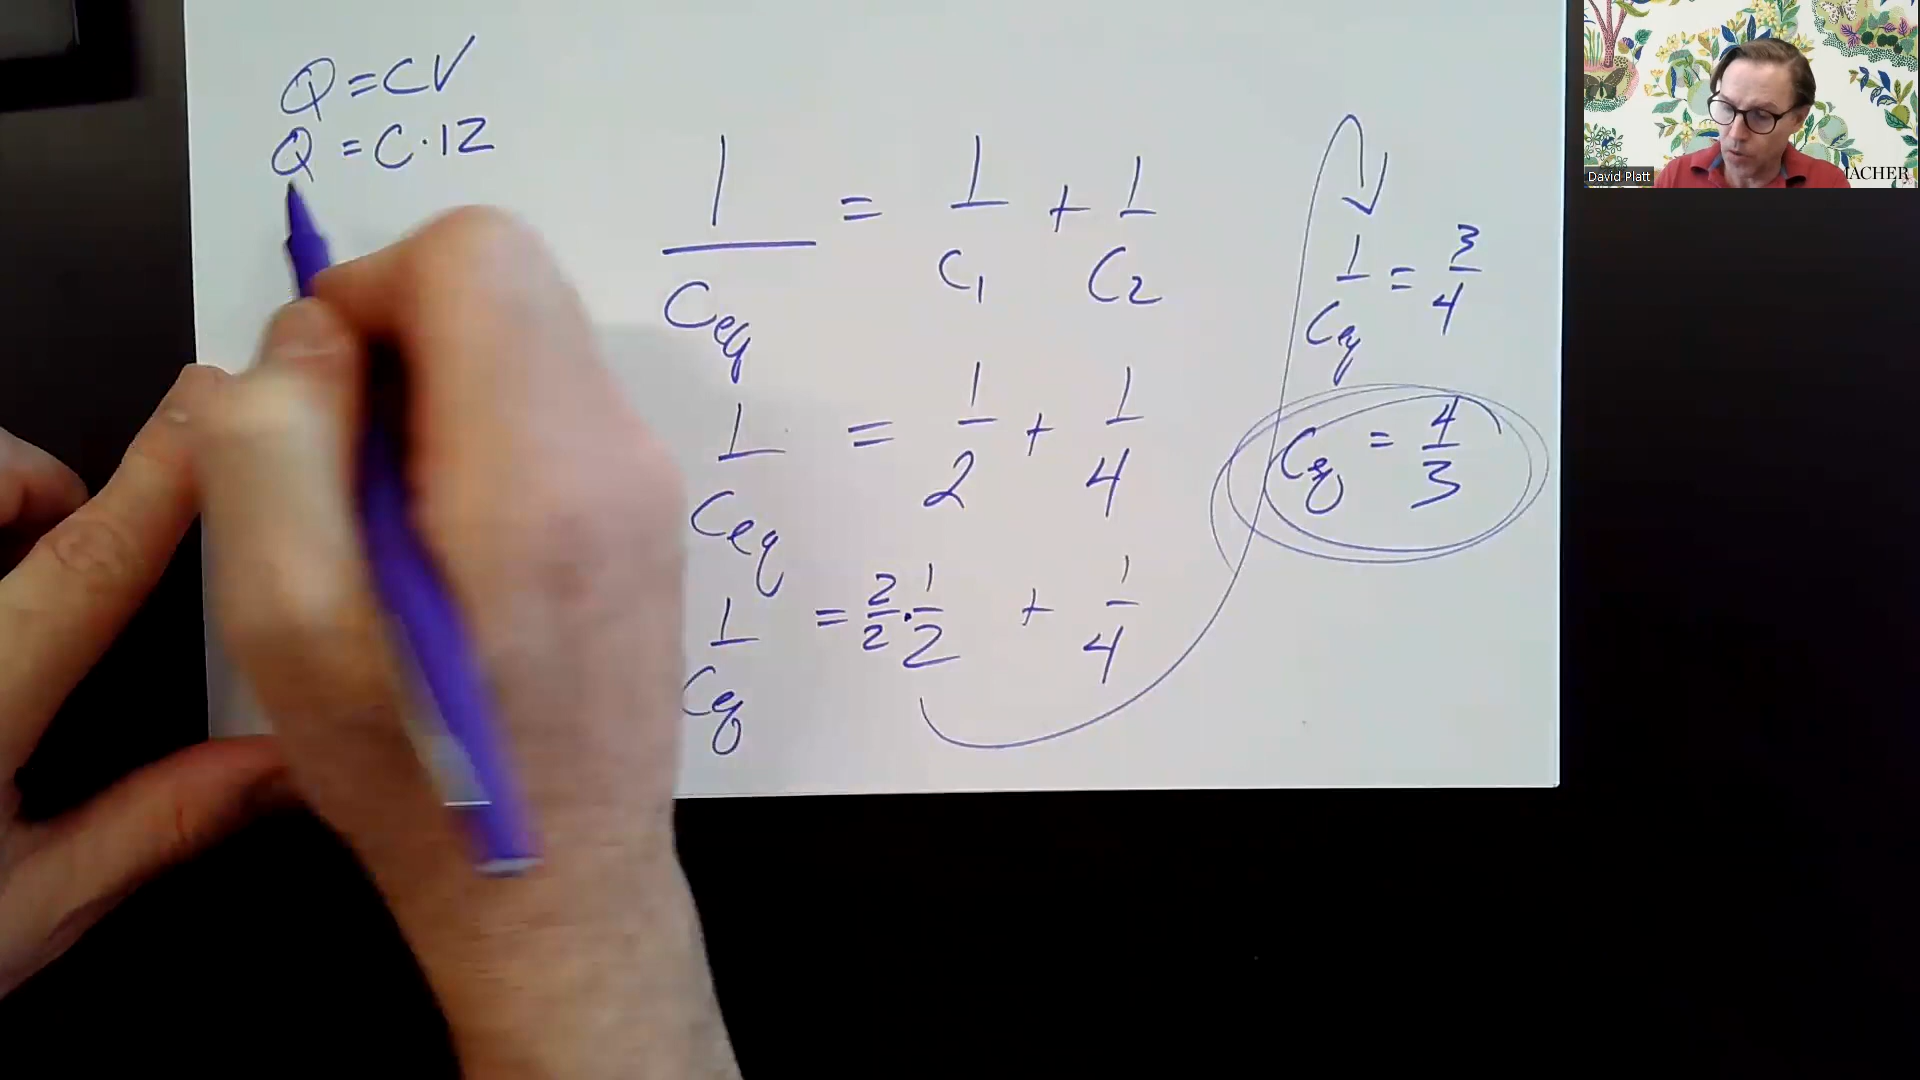 Q = CV
Q = C · 12
1/Ceq = 1/C1 + 1/C2
1/Ceq = 1/2 + 1/4
1/Ceq = 2/2 · 1/2 + 1/4
1/Ceq = 3/4
Ceq = 4/3
David Platt
ACHER